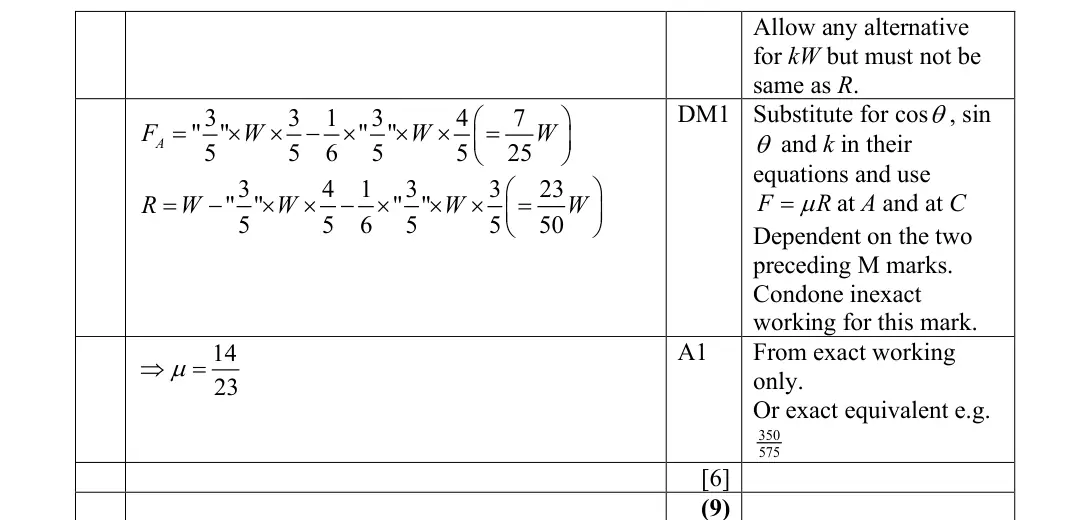 Allow any alternative
for kW but must not be
same as R.
F_A = "3/5"×W×3/5−1/6×"3/5"×W×4/5(=7/25 W)
DM1
Substitute for cosθ, sin
θ and k in their
equations and use
F = μR at A and at C
R = W−"3/5"×W×4/5−1/6×"3/5"×W×3/5(=23/50 W)
Dependent on the two
preceding M marks.
Condone inexact
working for this mark.
⇒ μ = 14/23
A1
From exact working
only.
Or exact equivalent e.g.
350/575
[6]
(9)